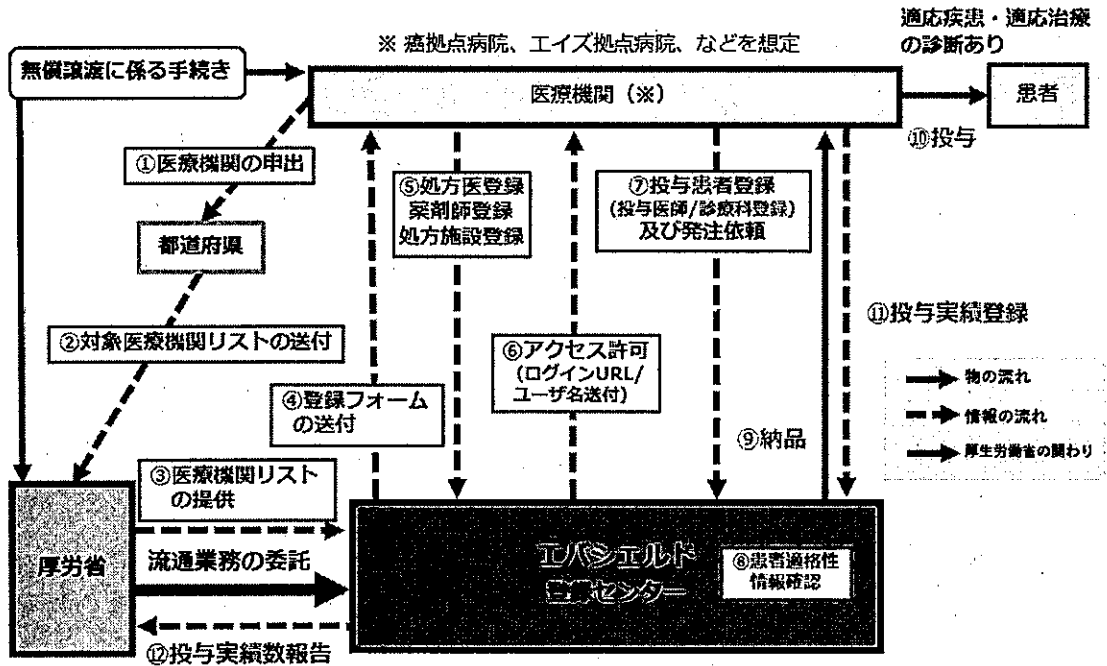 適応疾患・適応治療
の診断あり
※ 癌拠点病院、エイズ拠点病院、などを想定
無償譲渡に係る手続き
医療機関（※）
患者
⑩投与
①医療機関の申出
⑤処方医登録
薬剤師登録
処方施設登録
⑦投与患者登録
(投与医師/診療科登録)
及び発注依頼
都道府県
②対象医療機関リストの送付
⑪投与実績登録
⑥アクセス許可
(ログインURL/
ユーザ名送付)
④登録フォーム
の送付
物の流れ
情報の流れ
厚生労働省の関わり
⑨納品
③医療機関リスト
の提供
厚労省
流通業務の委託
エバシェルド
登録センター
⑧患者適格性
情報確認
⑫投与実績数報告